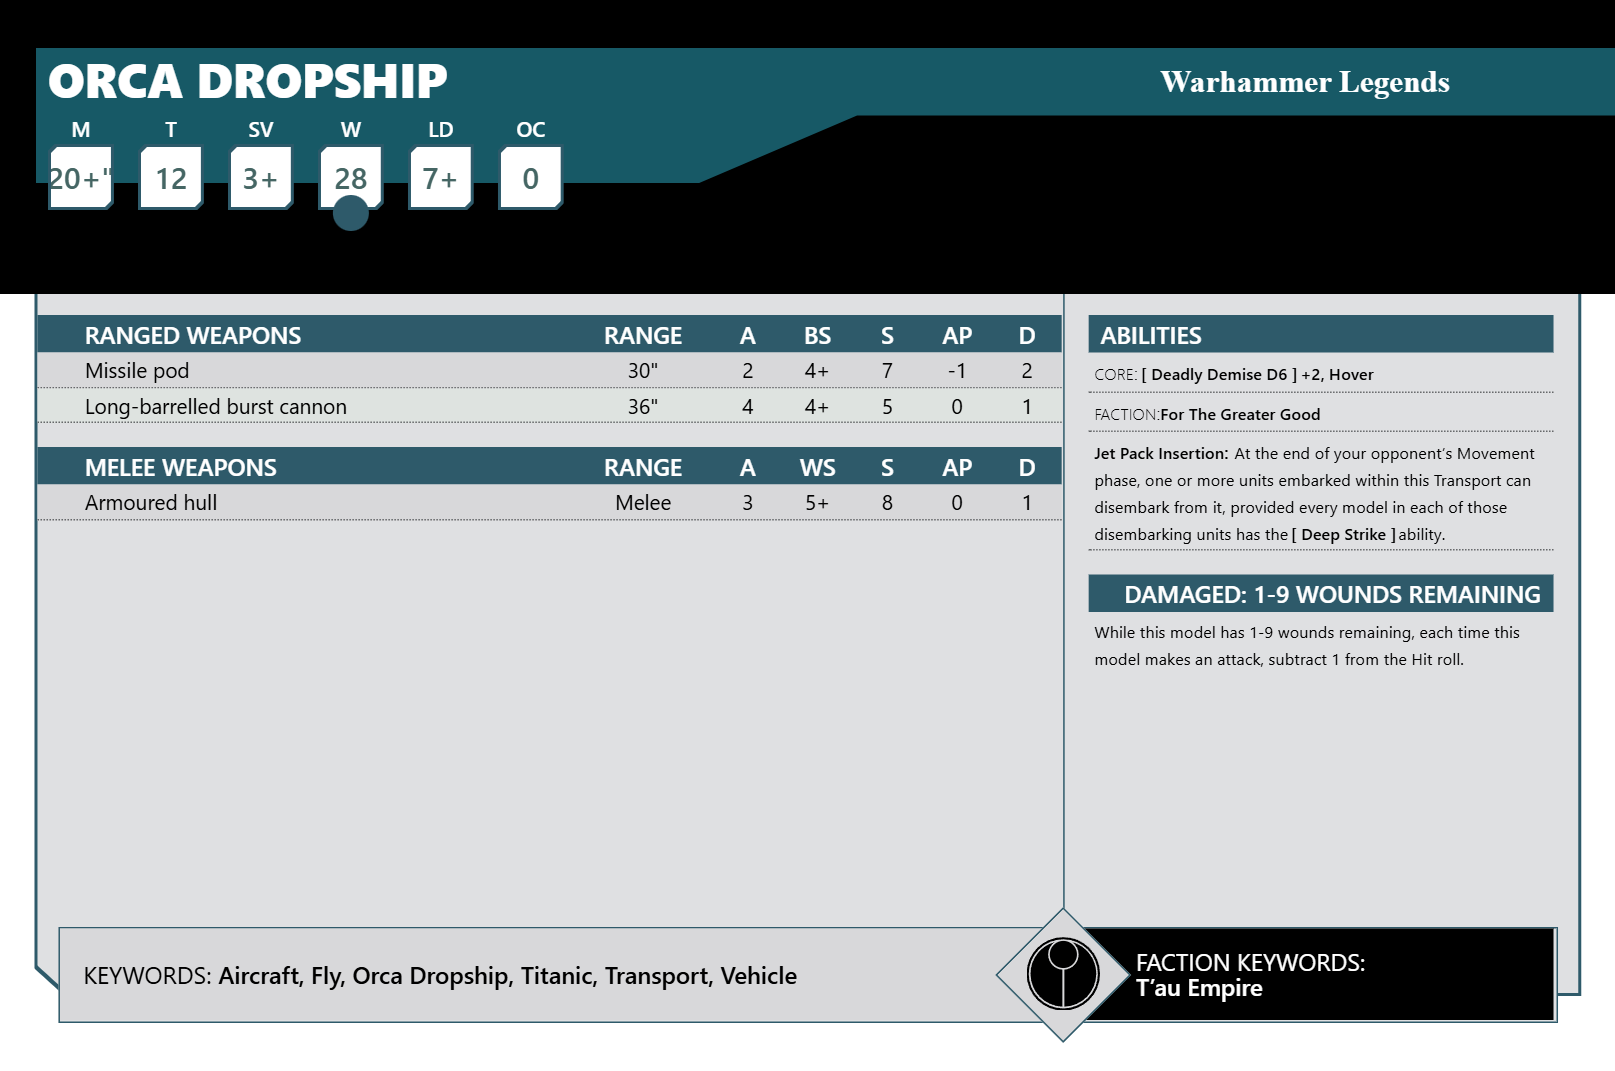 ORCA DROPSHIP
Warhammer Legends
M T SV W LD OC
20+" 12 3+ 28 7+ 0
RANGED WEAPONS RANGE A BS S AP D
Missile pod 30" 2 4+ 7 -1 2
Long-barrelled burst cannon 36" 4 4+ 5 0 1
MELEE WEAPONS RANGE A WS S AP D
Armoured hull Melee 3 5+ 8 0 1
ABILITIES
CORE: [ Deadly Demise D6 ] +2, Hover
FACTION:For The Greater Good
Jet Pack Insertion: At the end of your opponent’s Movement
phase, one or more units embarked within this Transport can
disembark from it, provided every model in each of those
disembarking units has the [ Deep Strike ] ability.
DAMAGED: 1-9 WOUNDS REMAINING
While this model has 1-9 wounds remaining, each time this
model makes an attack, subtract 1 from the Hit roll.
KEYWORDS: Aircraft, Fly, Orca Dropship, Titanic, Transport, Vehicle
FACTION KEYWORDS:
T’au Empire